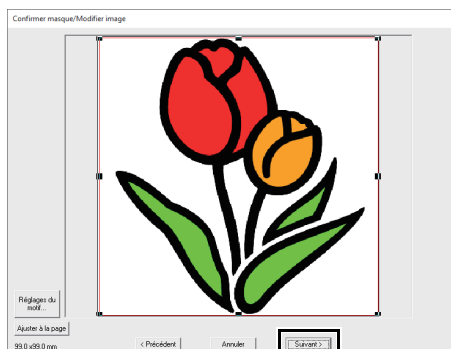 Confirmer masque/Modifier image
Réglages du
motif...
Ajuster à la page
99.0 x99.0 mm
< Précédent
Annuler
Suivant >